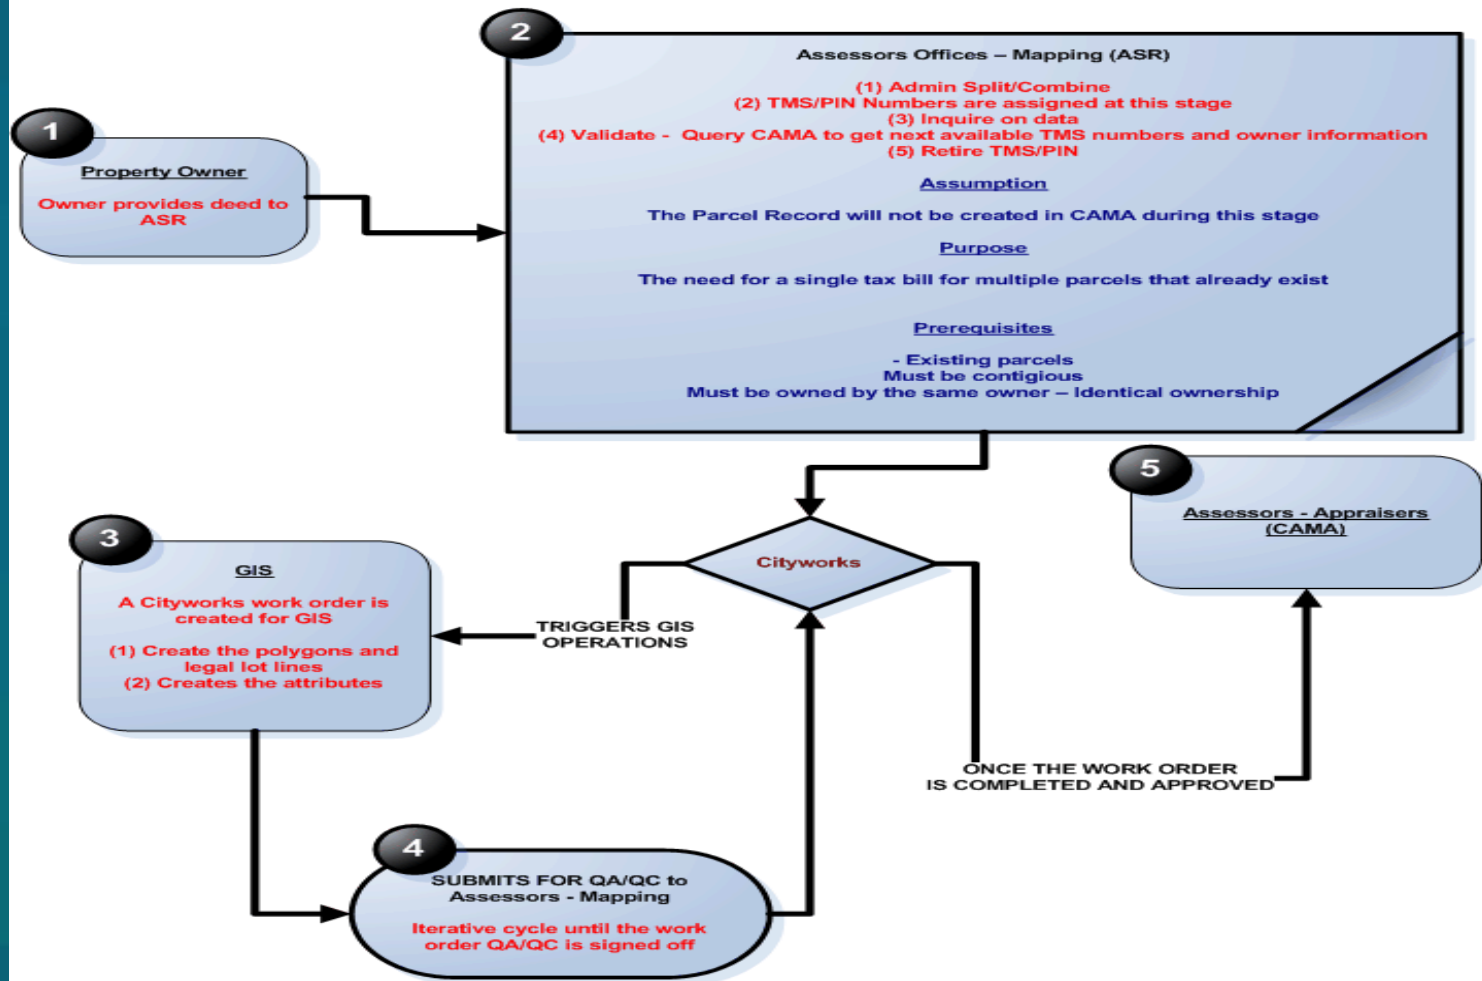 1
Property Owner
Owner provides deed to
ASR
2
Assessors Offices – Mapping (ASR)
(1) Admin Split/Combine
(2) TMS/PIN Numbers are assigned at this stage
(3) Inquire on data
(4) Validate - Query CAMA to get next available TMS numbers and owner information
(5) Retire TMS/PIN
Assumption
The Parcel Record will not be created in CAMA during this stage
Purpose
The need for a single tax bill for multiple parcels that already exist
Prerequisites
- Existing parcels
Must be contigious
Must be owned by the same owner – Identical ownership
Cityworks
TRIGGERS GIS
OPERATIONS
3
GIS
A Cityworks work order is
created for GIS
(1) Create the polygons and
legal lot lines
(2) Creates the attributes
4
SUBMITS FOR QA/QC to
Assessors - Mapping
Iterative cycle until the work
order QA/QC is signed off
ONCE THE WORK ORDER
IS COMPLETED AND APPROVED
5
Assessors - Appraisers
(CAMA)